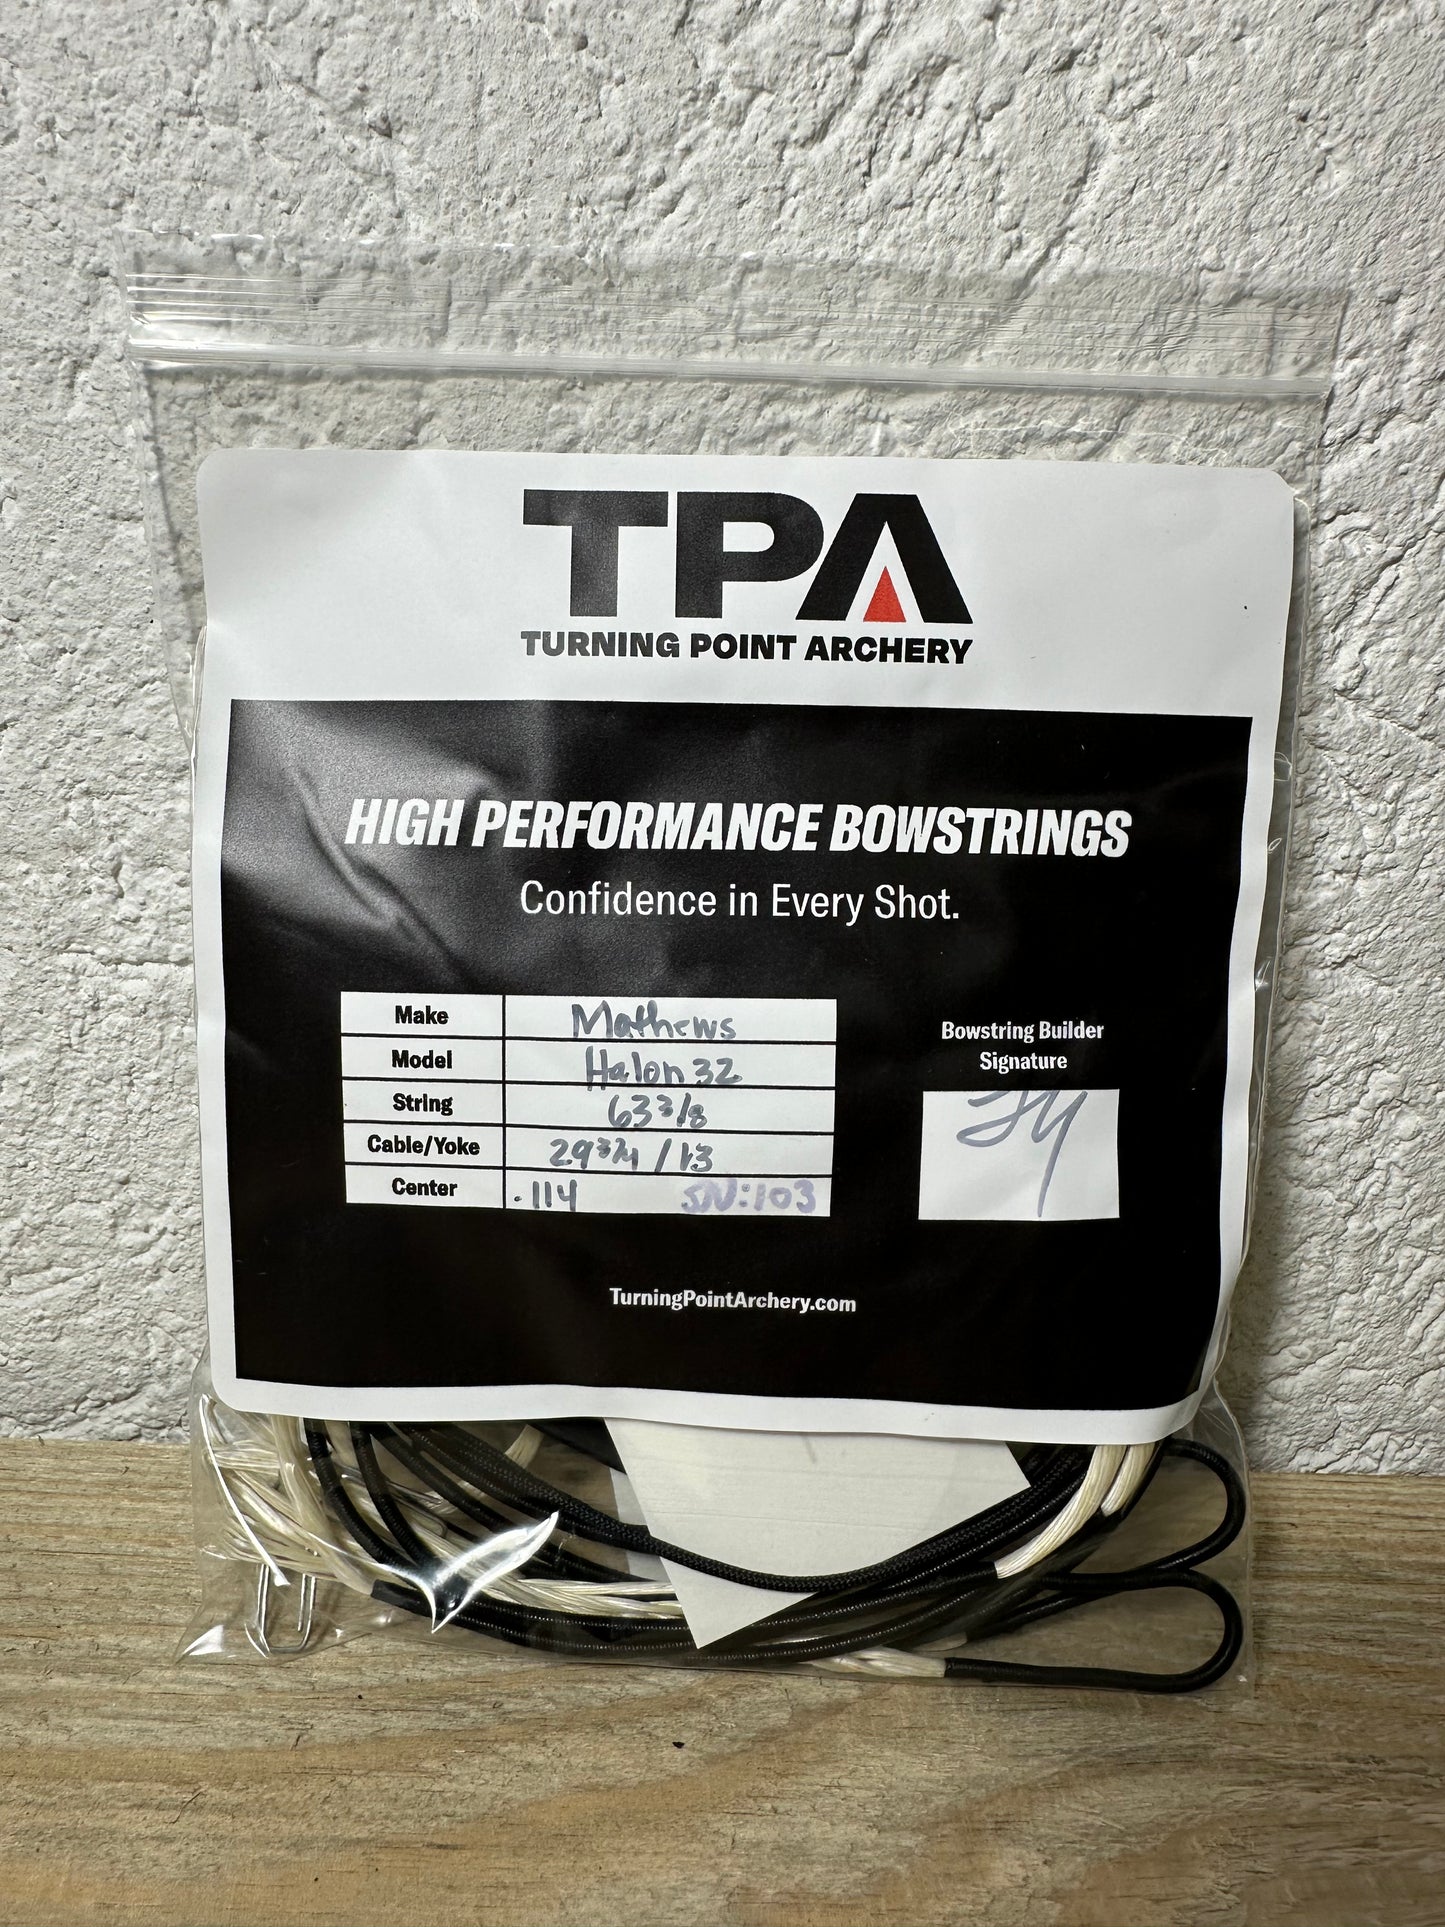 TPA
TURNING POINT ARCHERY
HIGH PERFORMANCE BOWSTRINGS
Confidence in Every Shot.
Make Mathews
Model Halon 32
String 63 3/8
Cable/Yoke 29 3/4 / 13
Center .114 SN:103
Bowstring Builder
Signature
TurningPointArchery.com